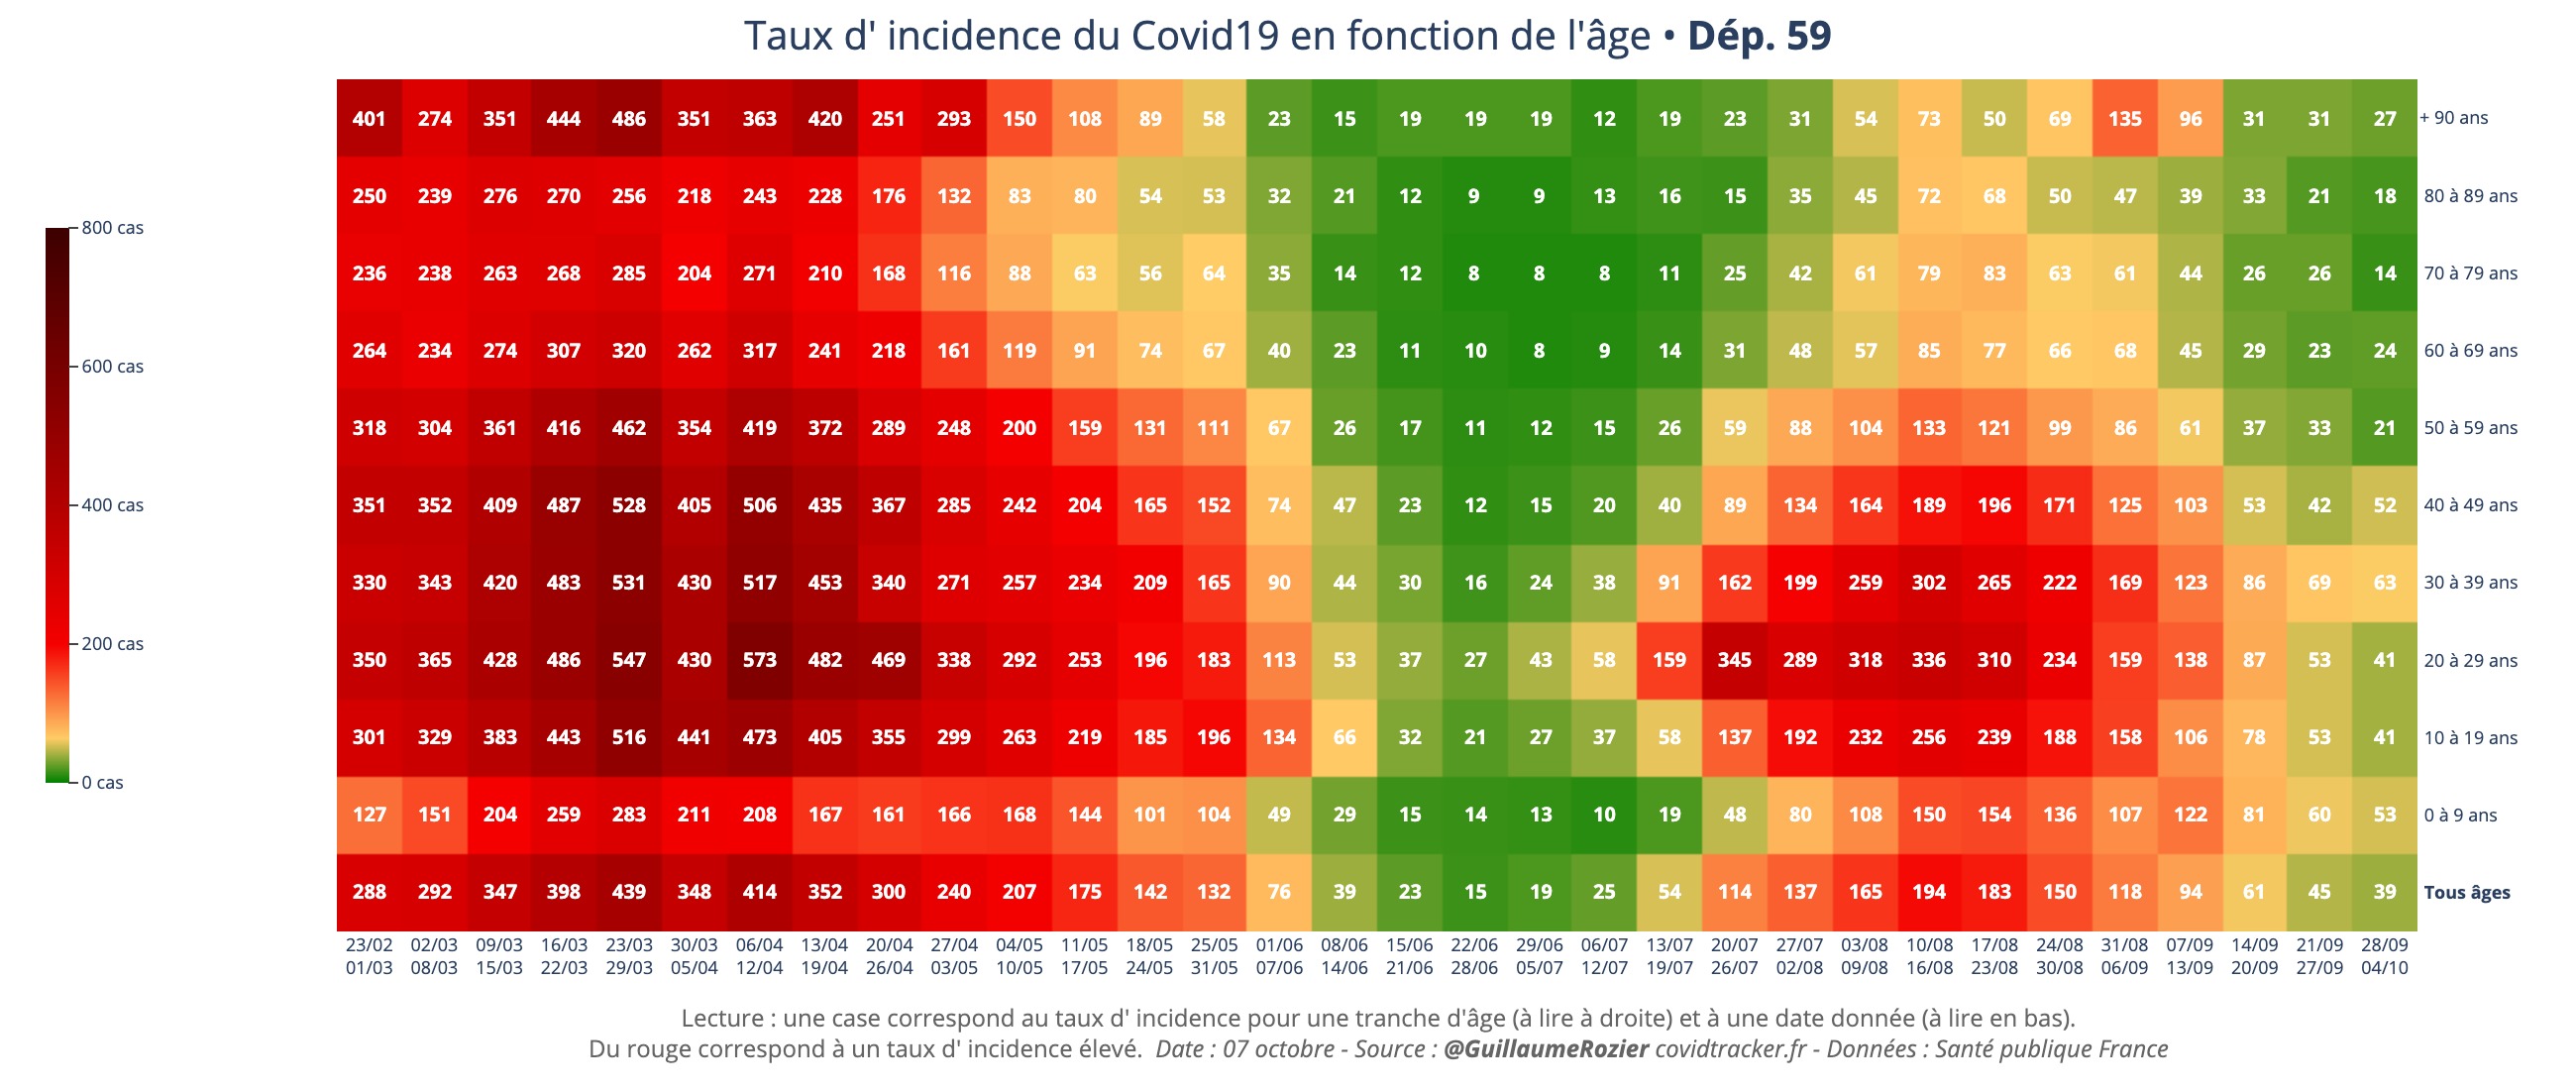 Taux d' incidence du Covid19 en fonction de l'âge • Dép. 59
800 cas
600 cas
400 cas
200 cas
0 cas
401 274 351 444 486 351 363 420 251 293 150 108 89 58 23 15 19 19 19 12 19 23 31 54 73 50 69 135 96 31 31 27 + 90 ans
250 239 276 270 256 218 243 228 176 132 83 80 54 53 32 21 12 9 9 13 16 15 35 45 72 68 50 47 39 33 21 18 80 à 89 ans
236 238 263 268 285 204 271 210 168 116 88 63 56 64 35 14 12 8 8 8 11 25 42 61 79 83 63 61 44 26 26 14 70 à 79 ans
264 234 274 307 320 262 317 241 218 161 119 91 74 67 40 23 11 10 8 9 14 31 48 57 85 77 66 68 45 29 23 24 60 à 69 ans
318 304 361 416 462 354 419 372 289 248 200 159 131 111 67 26 17 11 12 15 26 59 88 104 133 121 99 86 61 37 33 21 50 à 59 ans
351 352 409 487 528 405 506 435 367 285 242 204 165 152 74 47 23 12 15 20 40 89 134 164 189 196 171 125 103 53 42 52 40 à 49 ans
330 343 420 483 531 430 517 453 340 271 257 234 209 165 90 44 30 16 24 38 91 162 199 259 302 265 222 169 123 86 69 63 30 à 39 ans
350 365 428 486 547 430 573 482 469 338 292 253 196 183 113 53 37 27 43 58 159 345 289 318 336 310 234 159 138 87 53 41 20 à 29 ans
301 329 383 443 516 441 473 405 355 299 263 219 185 196 134 66 32 21 27 37 58 137 192 232 256 239 188 158 106 78 53 41 10 à 19 ans
127 151 204 259 283 211 208 167 161 166 168 144 101 104 49 29 15 14 13 10 19 48 80 108 150 154 136 107 122 81 60 53 0 à 9 ans
288 292 347 398 439 348 414 352 300 240 207 175 142 132 76 39 23 15 19 25 54 114 137 165 194 183 150 118 94 61 45 39 Tous âges
23/02 02/03 09/03 16/03 23/03 30/03 06/04 13/04 20/04 27/04 04/05 11/05 18/05 25/05 01/06 08/06 15/06 22/06 29/06 06/07 13/07 20/07 27/07 03/08 10/08 17/08 24/08 31/08 07/09 14/09 21/09 28/09
01/03 08/03 15/03 22/03 29/03 05/04 12/04 19/04 26/04 03/05 10/05 17/05 24/05 31/05 07/06 14/06 21/06 28/06 05/07 12/07 19/07 26/07 02/08 09/08 16/08 23/08 30/08 06/09 13/09 20/09 27/09 04/10
Lecture : une case correspond au taux d' incidence pour une tranche d'âge (à lire à droite) et à une date donnée (à lire en bas).
Du rouge correspond à un taux d' incidence élevé. Date : 07 octobre - Source : @GuillaumeRozier covidtracker.fr - Données : Santé publique France